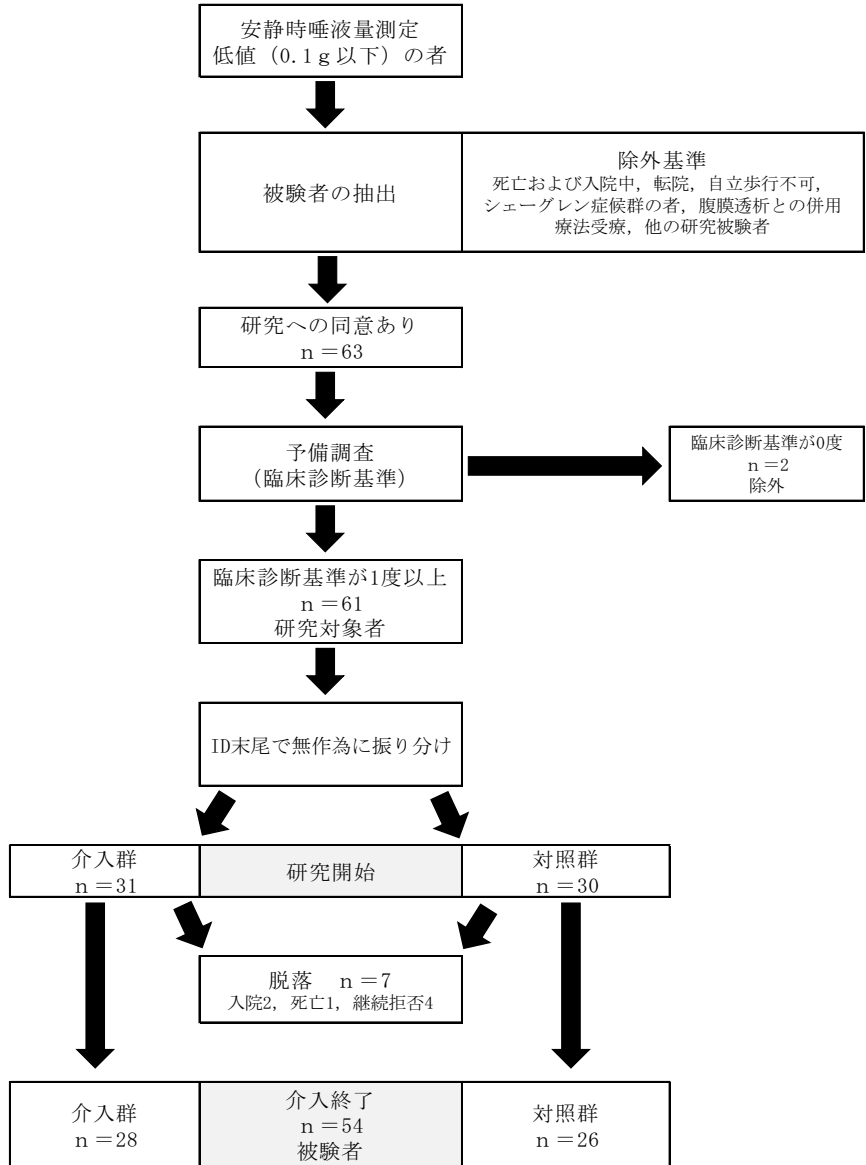 安静時唾液量測定
低値（0.1ｇ以下）の者
被験者の抽出
除外基準
死亡および入院中，転院，自立歩行不可，
シェーグレン症候群の者，腹膜透析との併用
療法受療，他の研究被験者
研究への同意あり
ｎ＝63
予備調査
(臨床診断基準)
臨床診断基準が0度
ｎ＝2
除外
臨床診断基準が1度以上
ｎ＝61
研究対象者
ID末尾で無作為に振り分け
介入群
ｎ＝31
研究開始
対照群
ｎ＝30
脱落　ｎ＝7
入院2，死亡1，継続拒否4
介入群
ｎ＝28
介入終了
ｎ＝54
被験者
対照群
ｎ＝26